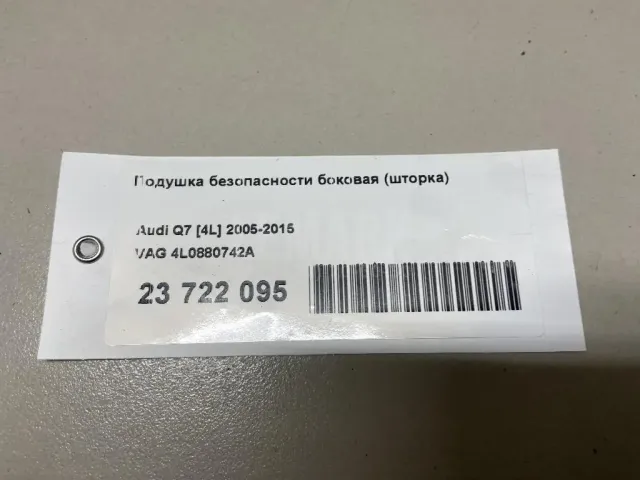 Подушка безопасности боковая (шторка)
Audi Q7 [4L] 2005-2015
VAG 4L0880742A
23 722 095